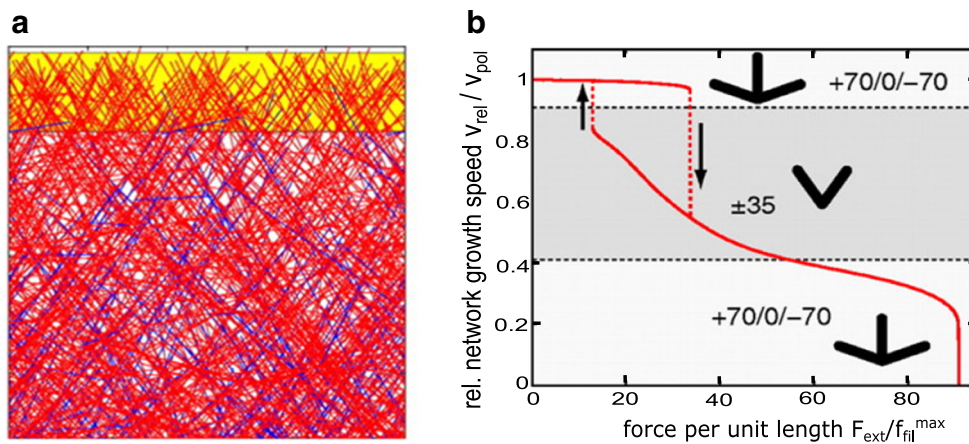 a
b
rel. network growth speed v_rel / v_pol
1
0.8
0.6
0.4
0.2
0
+70/0/–70
±35
+70/0/–70
0 20 40 60 80
force per unit length F_ext/f_fil^max